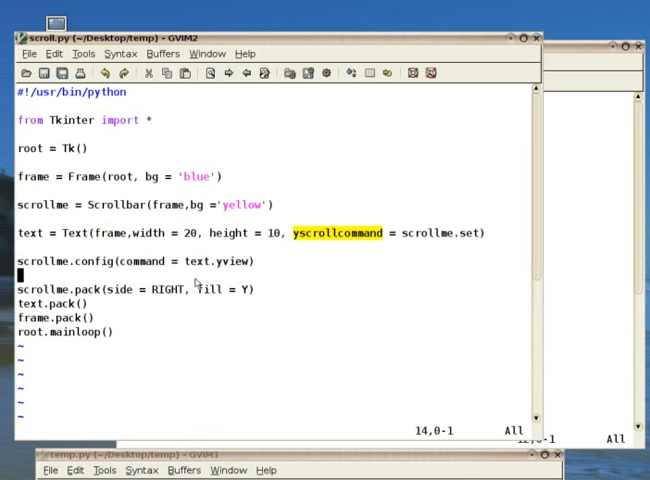 scroll.py (~/Desktop/temp) - GVIM2
File Edit Tools Syntax Buffers Window Help
#!/usr/bin/python
from Tkinter import *
root = Tk()
frame = Frame(root, bg = 'blue')
scrollme = Scrollbar(frame,bg ='yellow')
text = Text(frame,width = 20, height = 10, yscrollcommand = scrollme.set)
scrollme.config(command = text.yview)
scrollme.pack(side = RIGHT, fill = Y)
text.pack()
frame.pack()
root.mainloop()
~
~
~
~
~
~
14,0-1 All
12,0-1 All
temp.py (~/Desktop/temp) - GVIM1
File Edit Tools Syntax Buffers Window Help